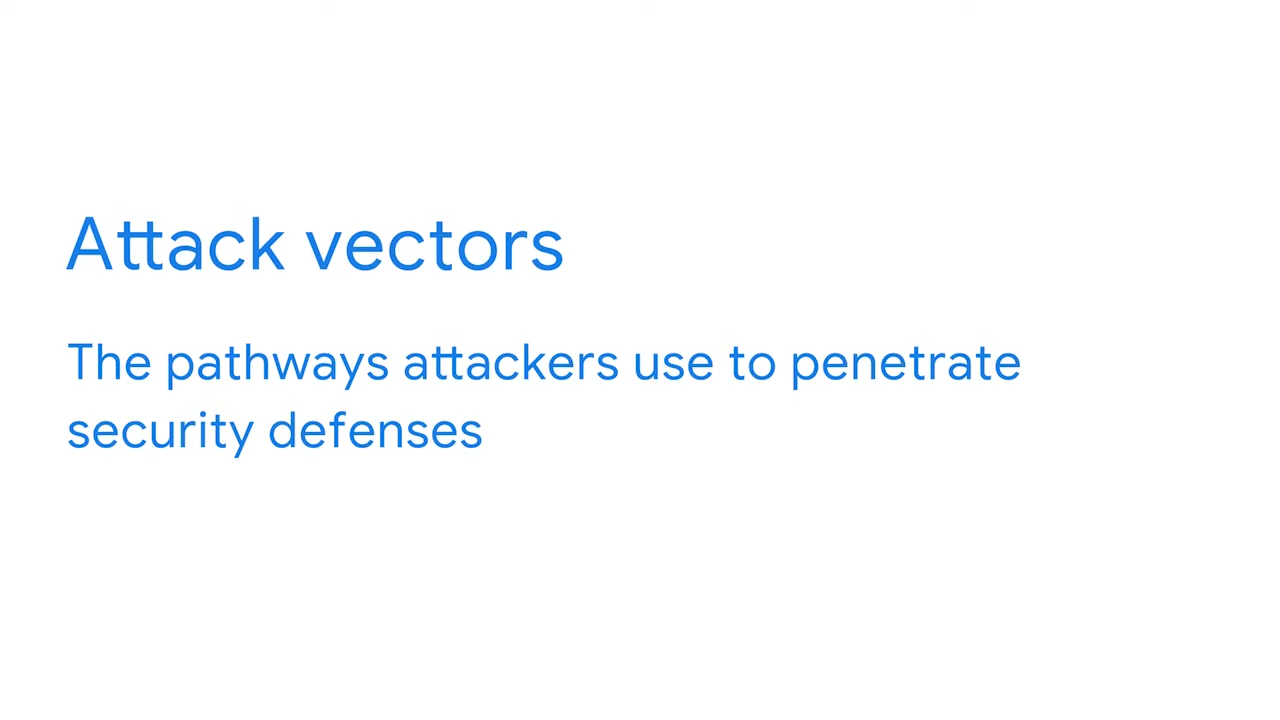 Attack vectors
The pathways attackers use to penetrate
security defenses